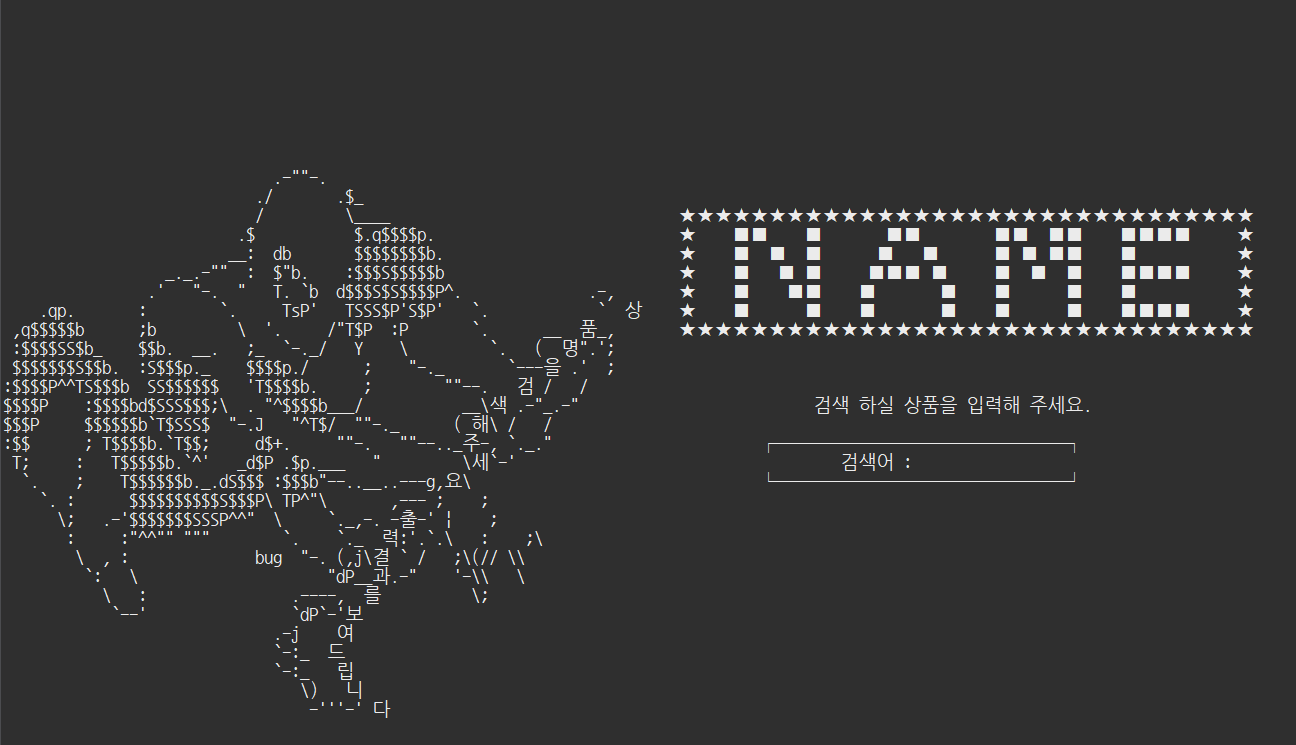 NAME
상품명을 검색 해주세요
출력 결과를 보여드립니다
bug
검색 하실 상품을 입력해 주세요.
검색어 :